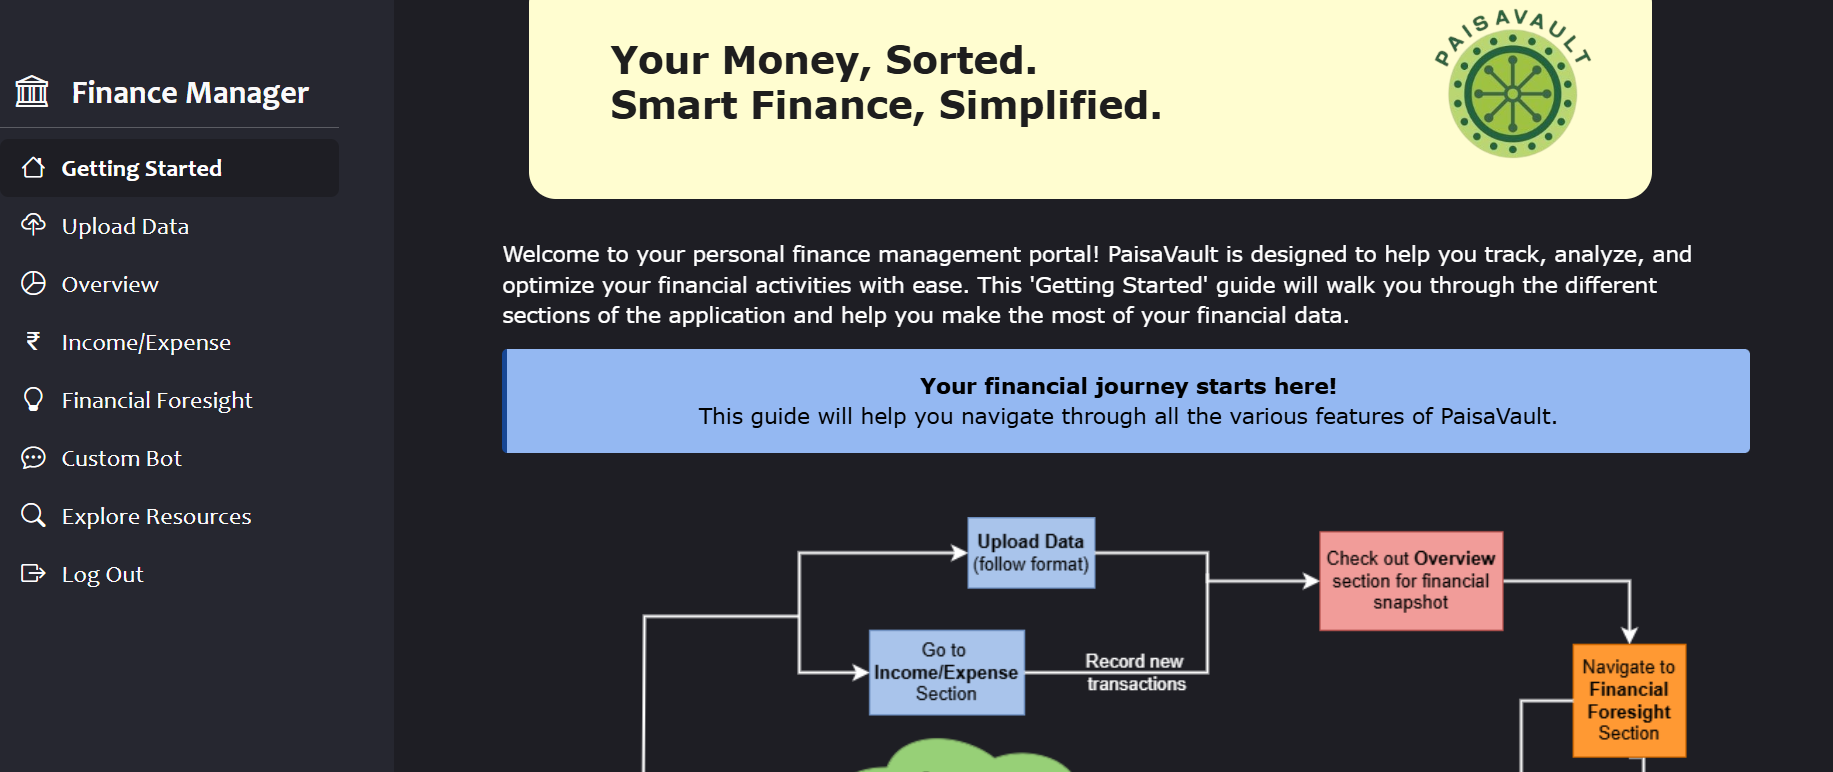 Finance Manager
Getting Started
Upload Data
Overview
Income/Expense
Financial Foresight
Custom Bot
Explore Resources
Log Out
Your Money, Sorted.
Smart Finance, Simplified.
PAISAVAULT
Welcome to your personal finance management portal! PaisaVault is designed to help you track, analyze, and
optimize your financial activities with ease. This 'Getting Started' guide will walk you through the different
sections of the application and help you make the most of your financial data.
Your financial journey starts here!
This guide will help you navigate through all the various features of PaisaVault.
Upload Data
(follow format)
Go to
Income/Expense
Section
Record new
transactions
Check out Overview
section for financial
snapshot
Navigate to
Financial
Foresight
Section